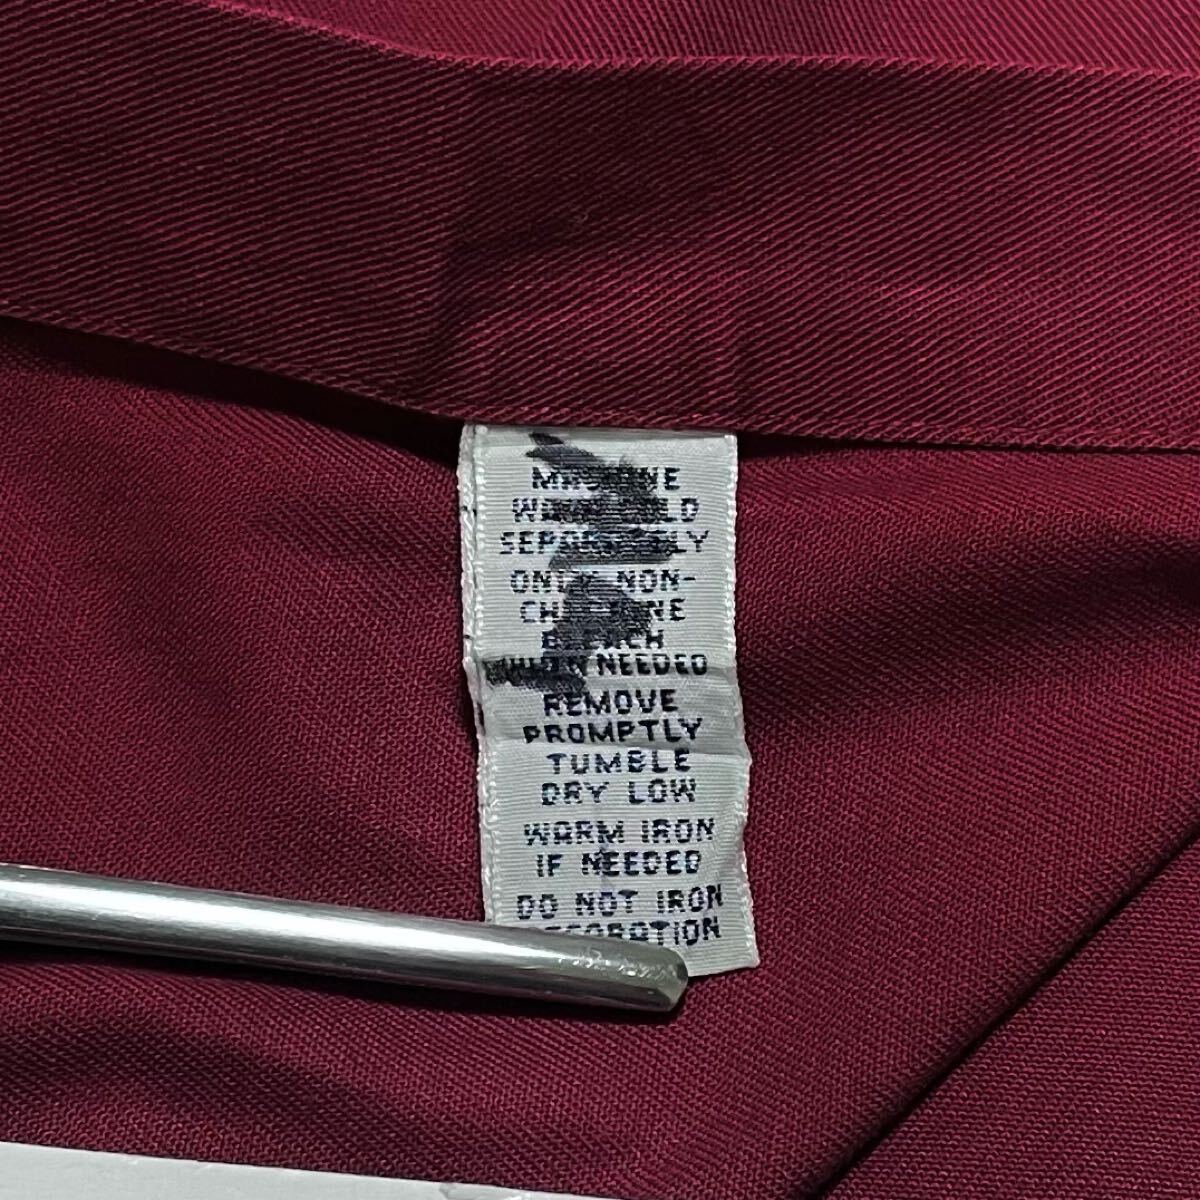 MACHINE
WASH COLD
SEPARATELY
ONLY NON-
CHLORINE
BLEACH
WHEN NEEDED
REMOVE
PROMPTLY
TUMBLE
DRY LOW
WARM IRON
IF NEEDED
DO NOT IRON
DECORATION